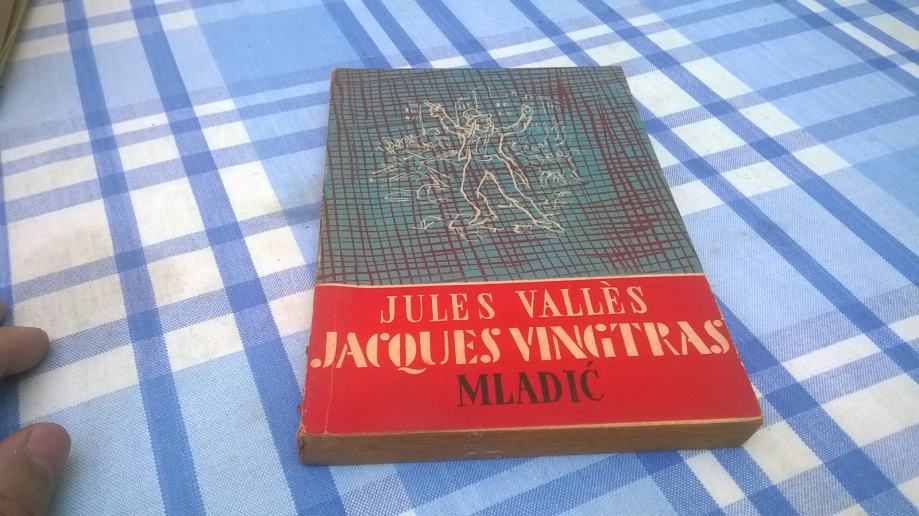 JULES VALLÈS
JACQUES VINGTRAS
MLADIĆ